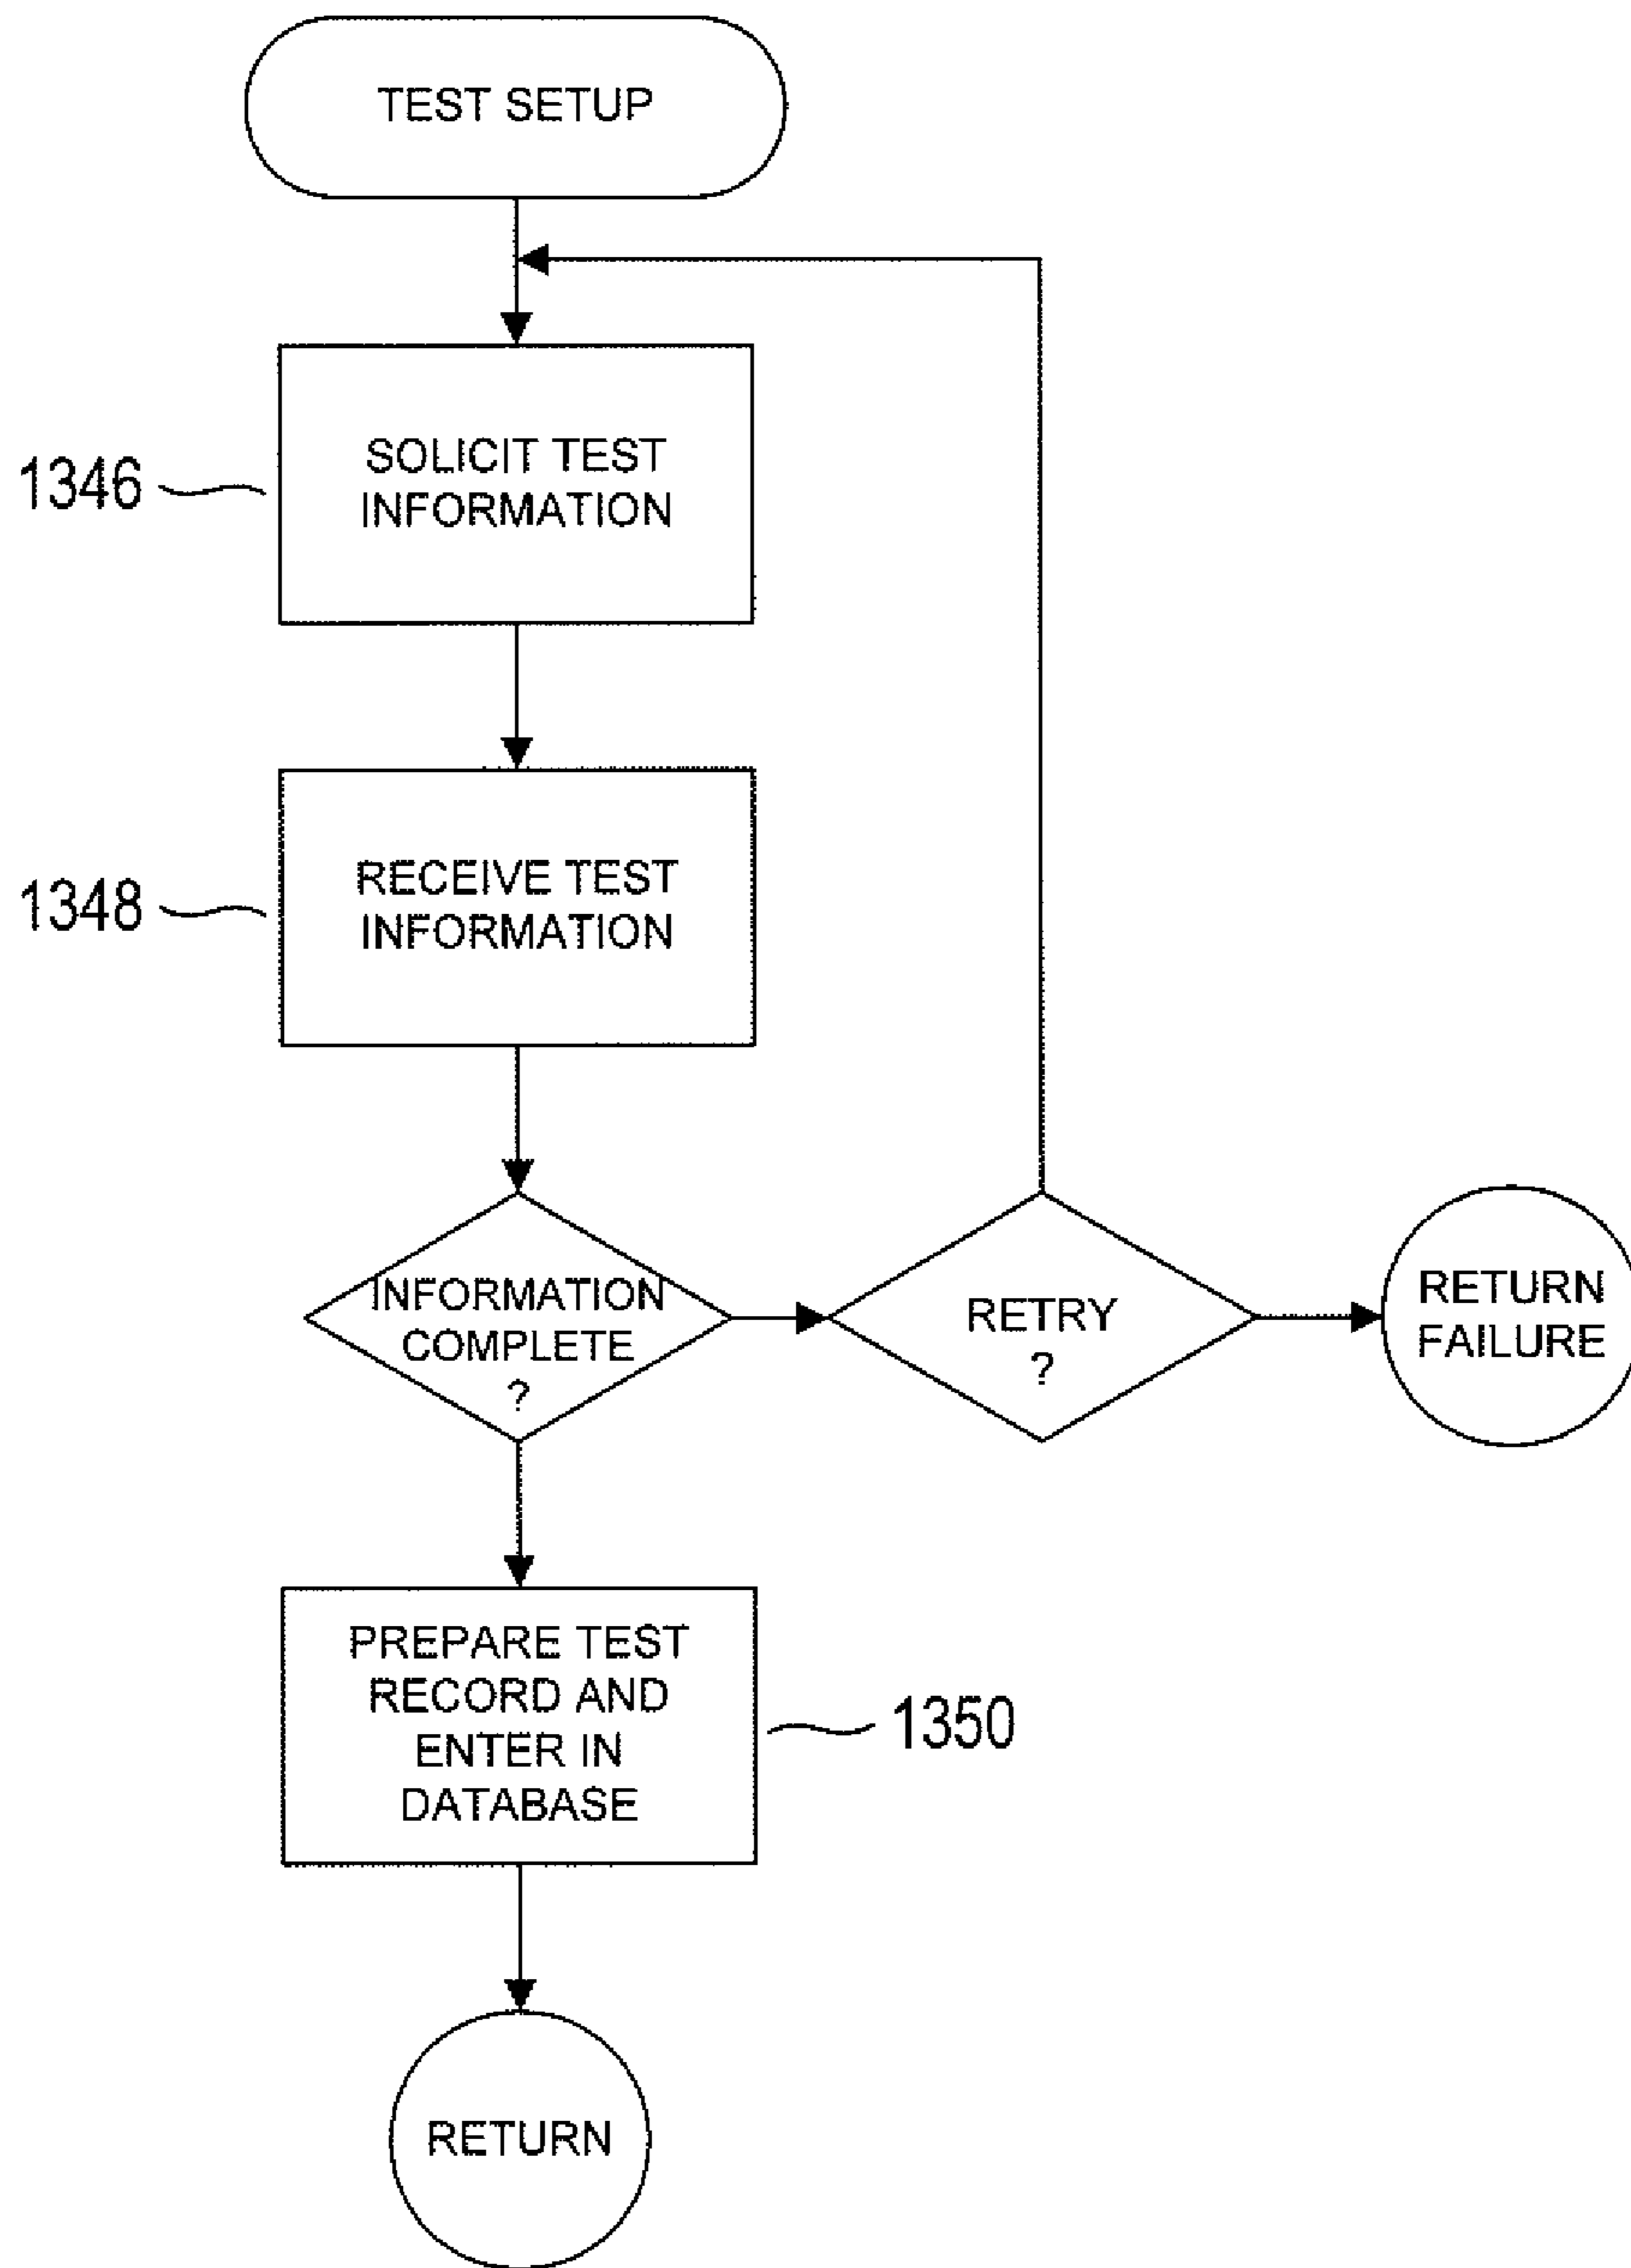 TEST SETUP
1346
SOLICIT TEST
INFORMATION
1348
RECEIVE TEST
INFORMATION
INFORMATION
COMPLETE
?
RETRY
?
RETURN
FAILURE
PREPARE TEST
RECORD AND
ENTER IN
DATABASE
1350
RETURN